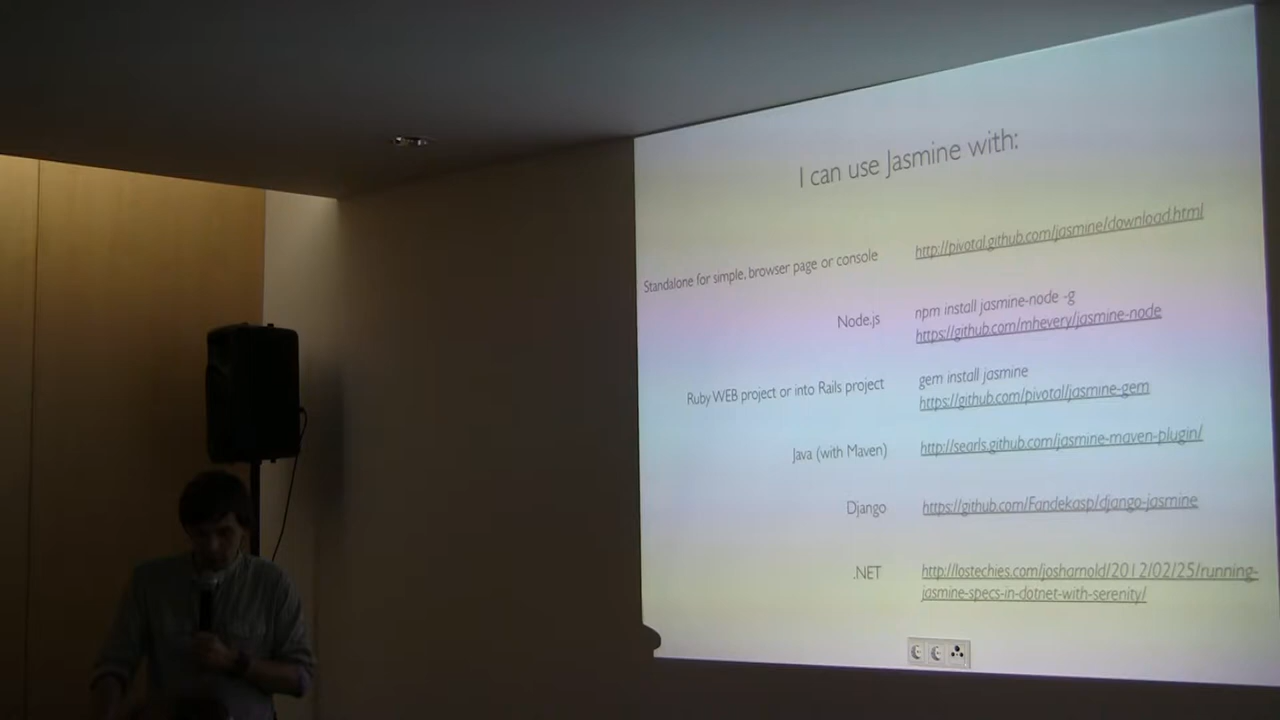 I can use Jasmine with:
Standalone for simple, browser page or console
http://pivotal.github.com/jasmine/download.html
Node.js
npm install jasmine-node -g
https://github.com/mhevery/jasmine-node
Ruby WEB project or into Rails project
gem install jasmine
https://github.com/pivotal/jasmine-gem
Java (with Maven)
http://searls.github.com/jasmine-maven-plugin/
Django
https://github.com/Fandekasp/django-jasmine
.NET
http://lostechies.com/josharnold/2012/02/25/running-
jasmine-specs-in-dotnet-with-serenity/